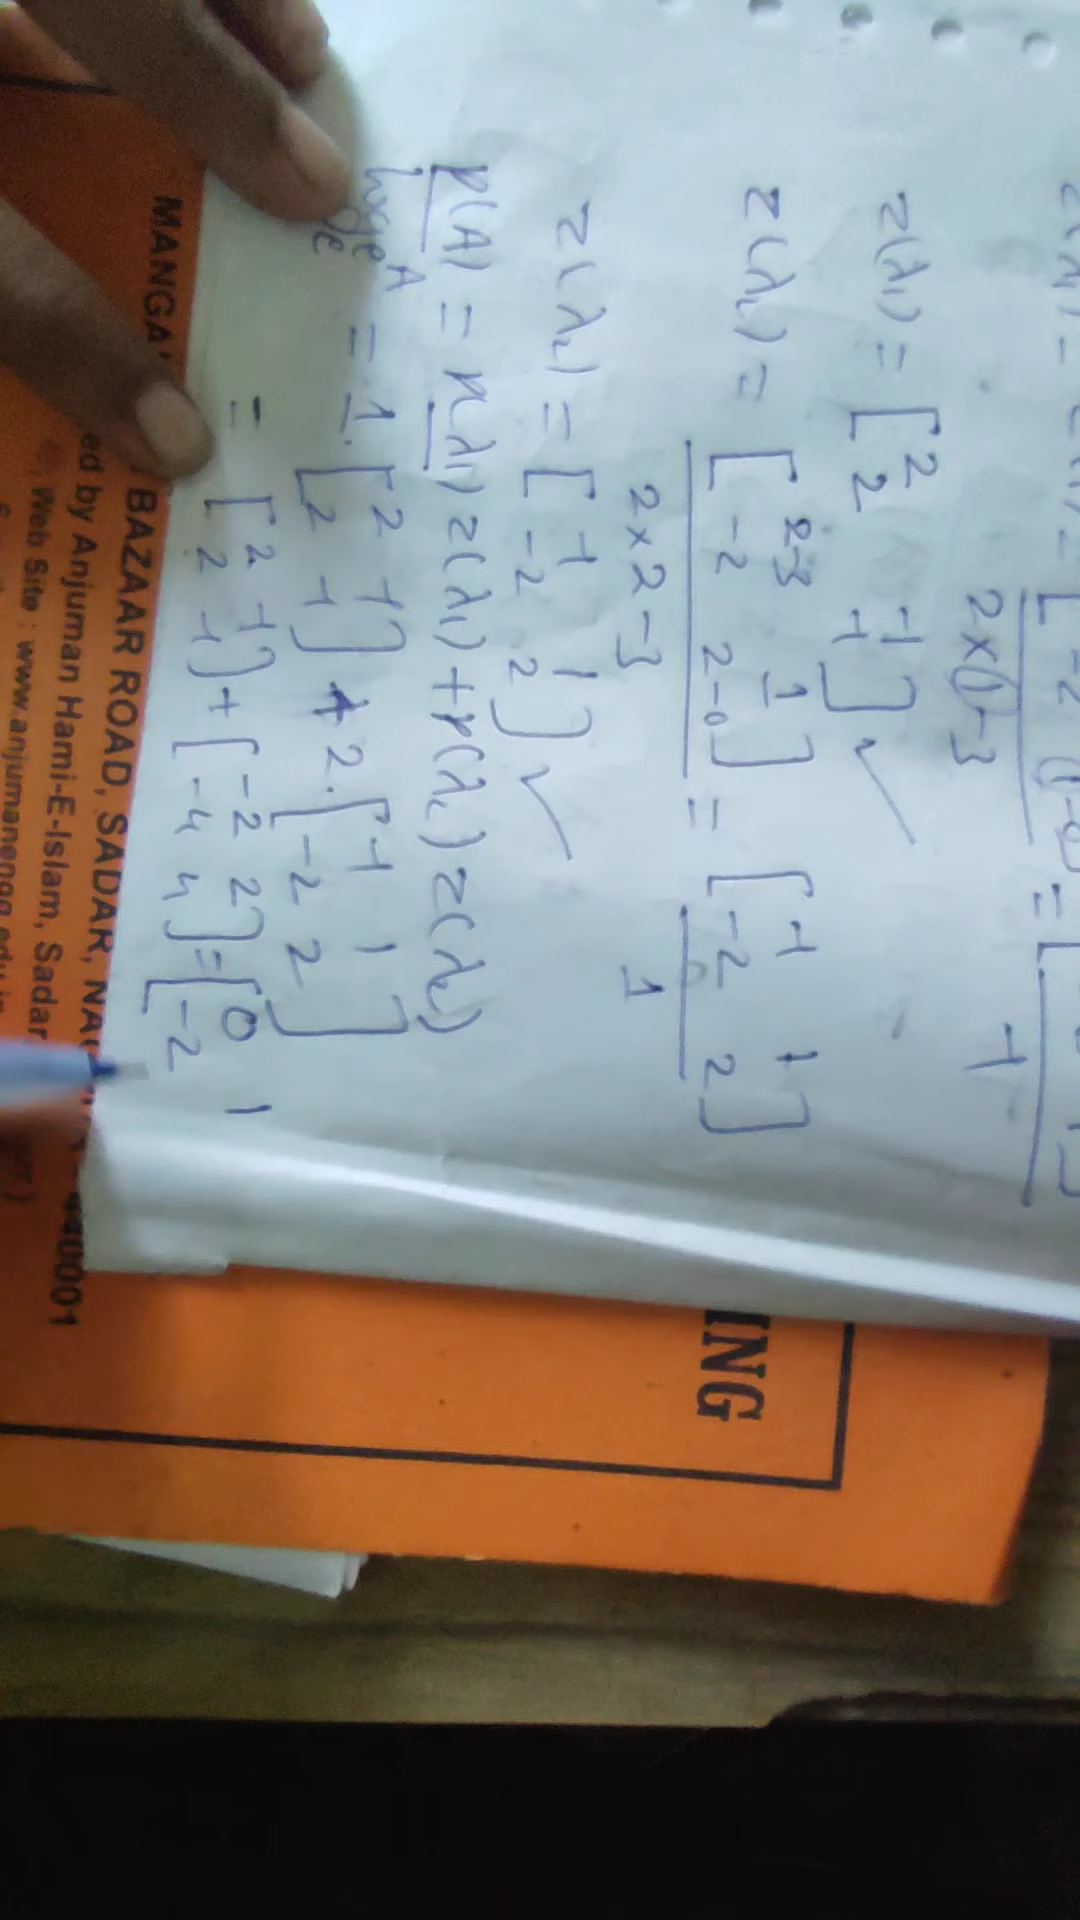 2×1-3
-1
z(λ₁) = [2 -1
2 -1] ✓
z(λ₂) = [2-3 1
-2 2-0] = [-1 1
-2 2]
2×2-3
1
z(λ₂) = [-1 1
-2 2] ✓
P(A) = P(λ₁) z(λ₁) + P(λ₂) z(λ₂)
logₑe^A = 1. [2 -1
2 -1] + 2. [-1 1
-2 2]
= [2 -1
2 -1] + [-2 2
-4 4] = [0 1
-2
MANGA
BAZAAR ROAD, SADAR,
ed by Anjuman Hami-E-Islam, Sadar
Web Site : www.anjumanengg.edu.in
440001
ING